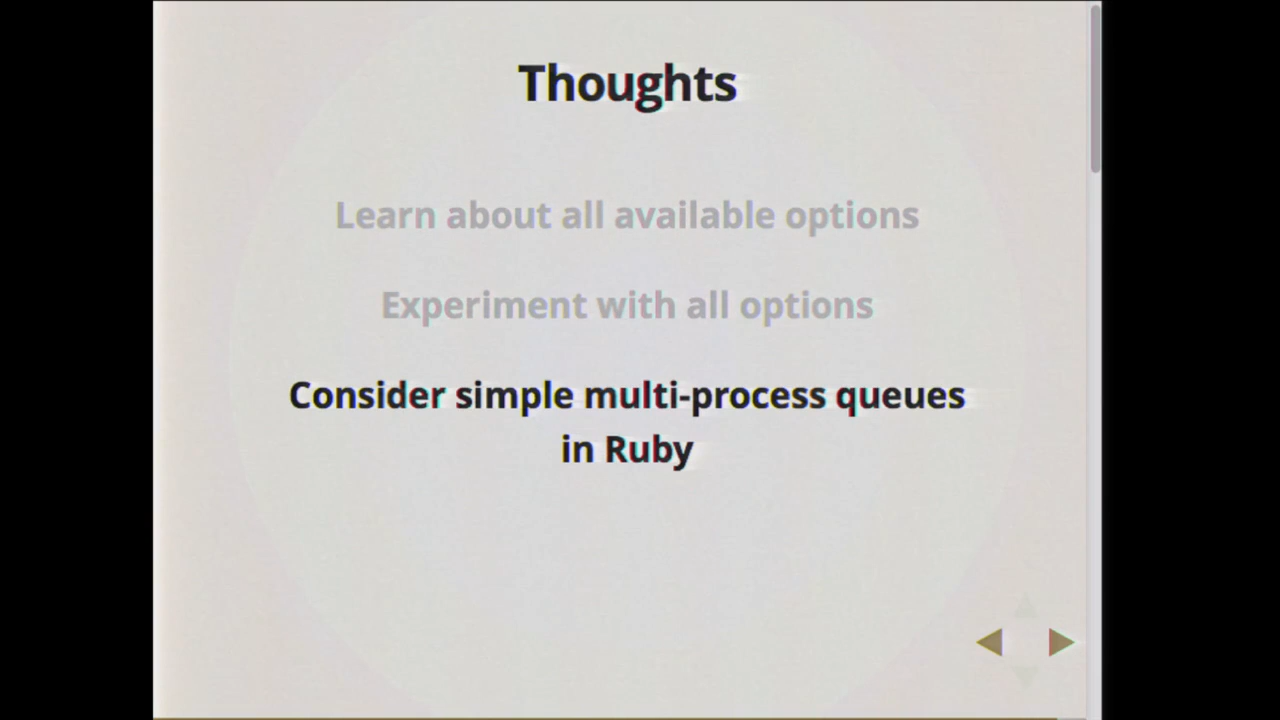 Thoughts
Learn about all available options
Experiment with all options
Consider simple multi-process queues
in Ruby